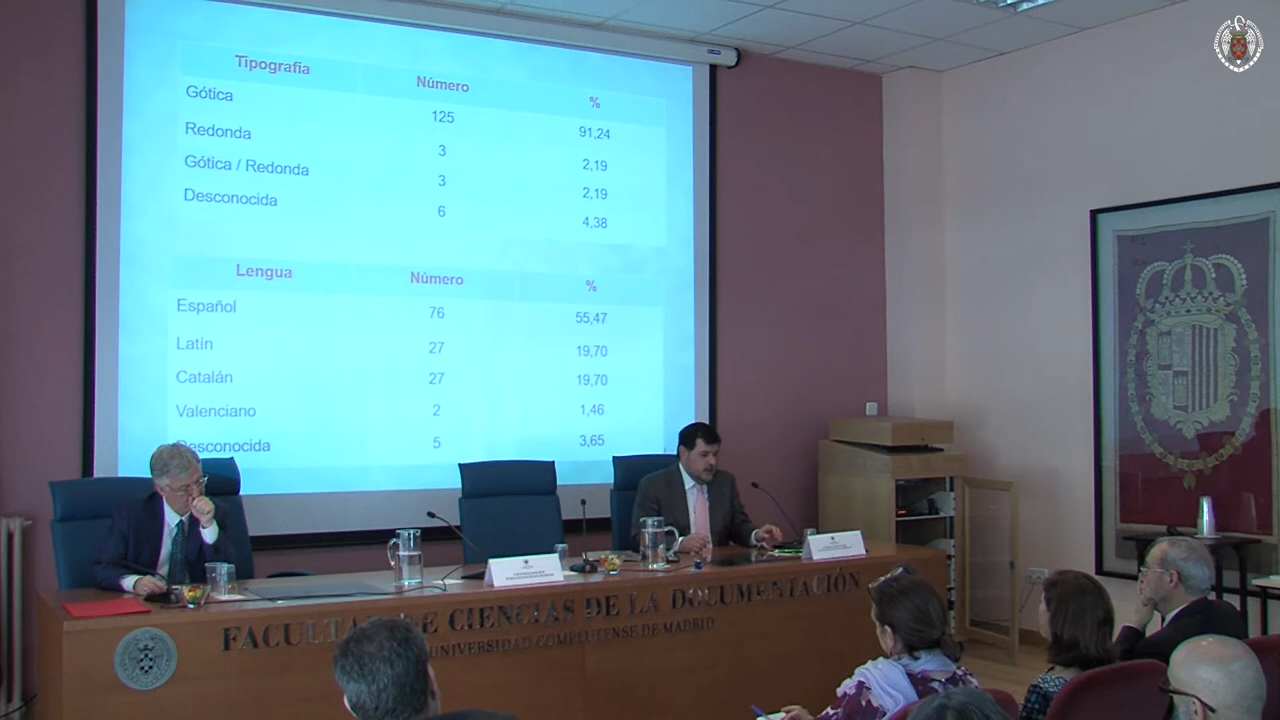 Tipografia Número %
Gótica 125 91,24
Redonda 3 2,19
Gótica / Redonda 3 2,19
Desconocida 6 4,38
Lengua Número %
Español 76 55,47
Latín 27 19,70
Catalán 27 19,70
Valenciano 2 1,46
Desconocida 5 3,65
FACULTAD DE CIENCIAS DE LA DOCUMENTACIÓN
UNIVERSIDAD COMPLUTENSE DE MADRID